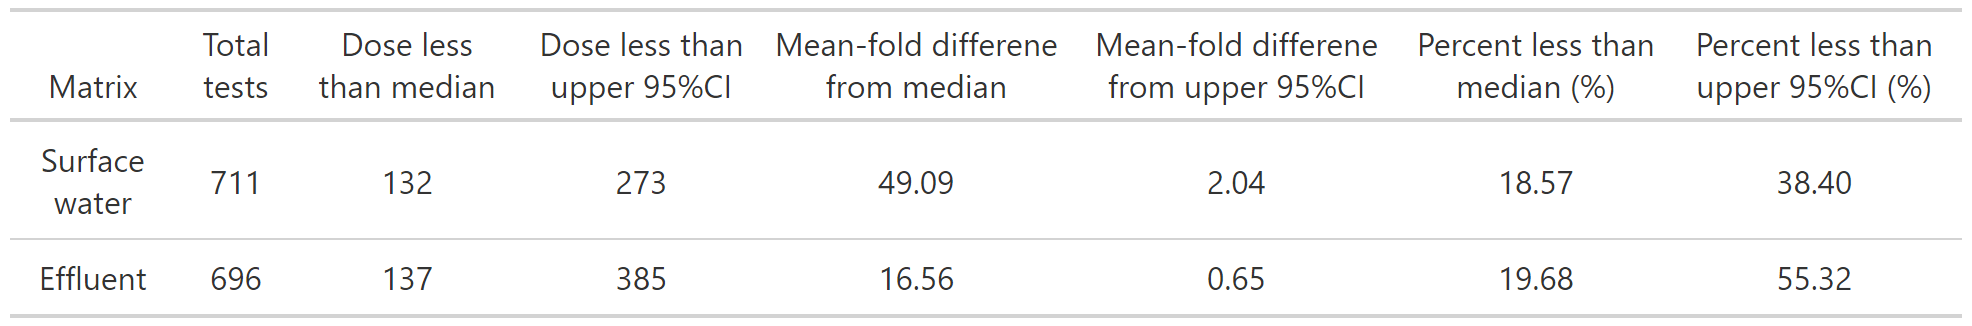 Matrix Total tests Dose less than median Dose less than upper 95%CI Mean-fold differene from median Mean-fold differene from upper 95%CI Percent less than median (%) Percent less than upper 95%CI (%)
Surface water 711 132 273 49.09 2.04 18.57 38.40
Effluent 696 137 385 16.56 0.65 19.68 55.32